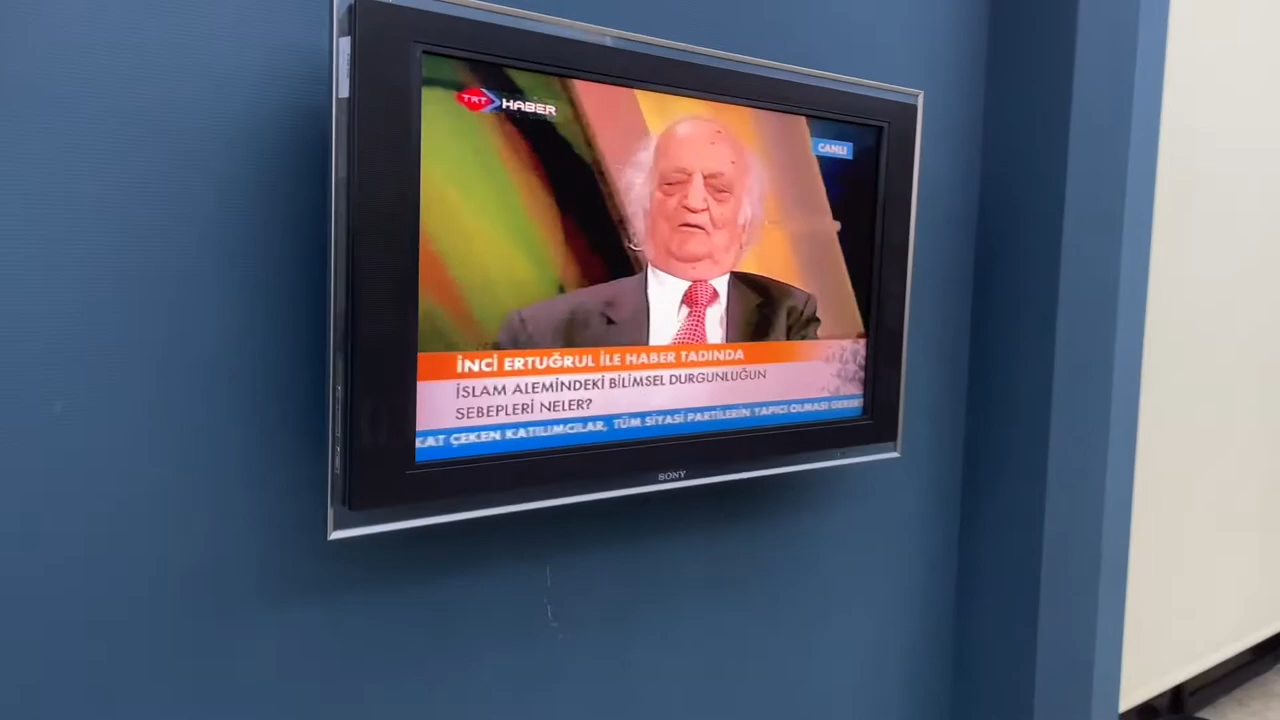 TRT HABER
CANLI
İNCİ ERTUĞRUL İLE HABER TADINDA
İSLAM ALEMİNDEKİ BİLİMSEL DURGUNLUĞUN
SEBEPLERİ NELER?
KAT ÇEKEN KATILIMCILAR, TÜM SİYASİ PARTİLERİN YAPICI OLMASI GEREKT
SONY